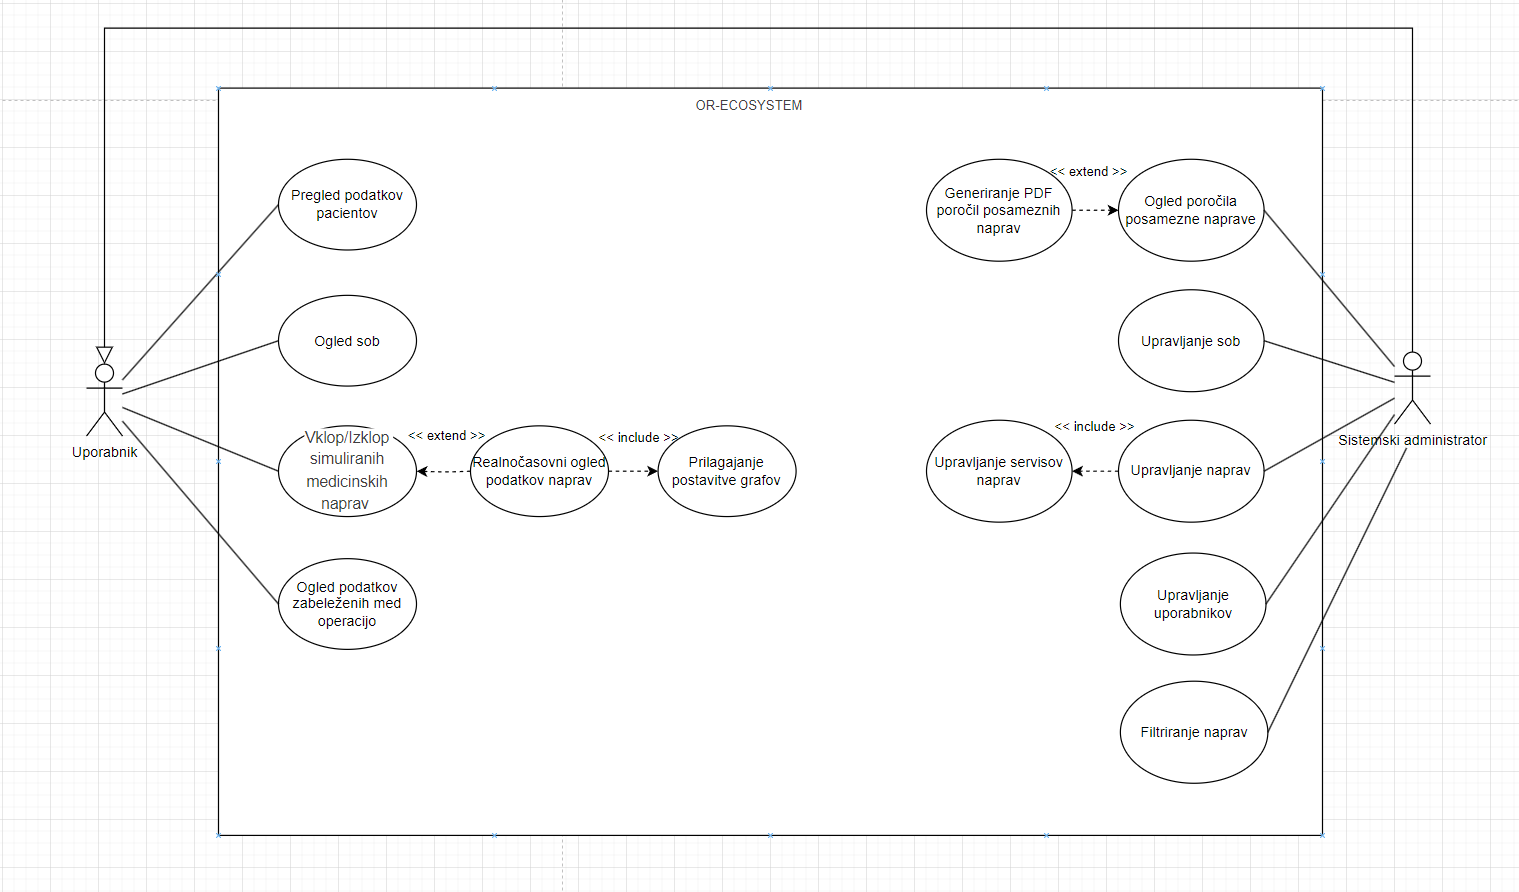 OR-ECOSYSTEM
Pregled podatkov
pacientov
Ogled sob
Vklop/Izklop
simuliranih
medicinskih
naprav
<< extend >>
Realnočasovni ogled
podatkov naprav
<< include >>
Prilagajanje
postavitve grafov
Ogled podatkov
zabeleženih med
operacijo
Uporabnik
Generiranje PDF
poročil posameznih
naprav
<< extend >>
Ogled poročila
posamezne naprave
Upravljanje sob
Upravljanje servisov
naprav
<< include >>
Upravljanje naprav
Upravljanje
uporabnikov
Filtriranje naprav
Sistemski administrator